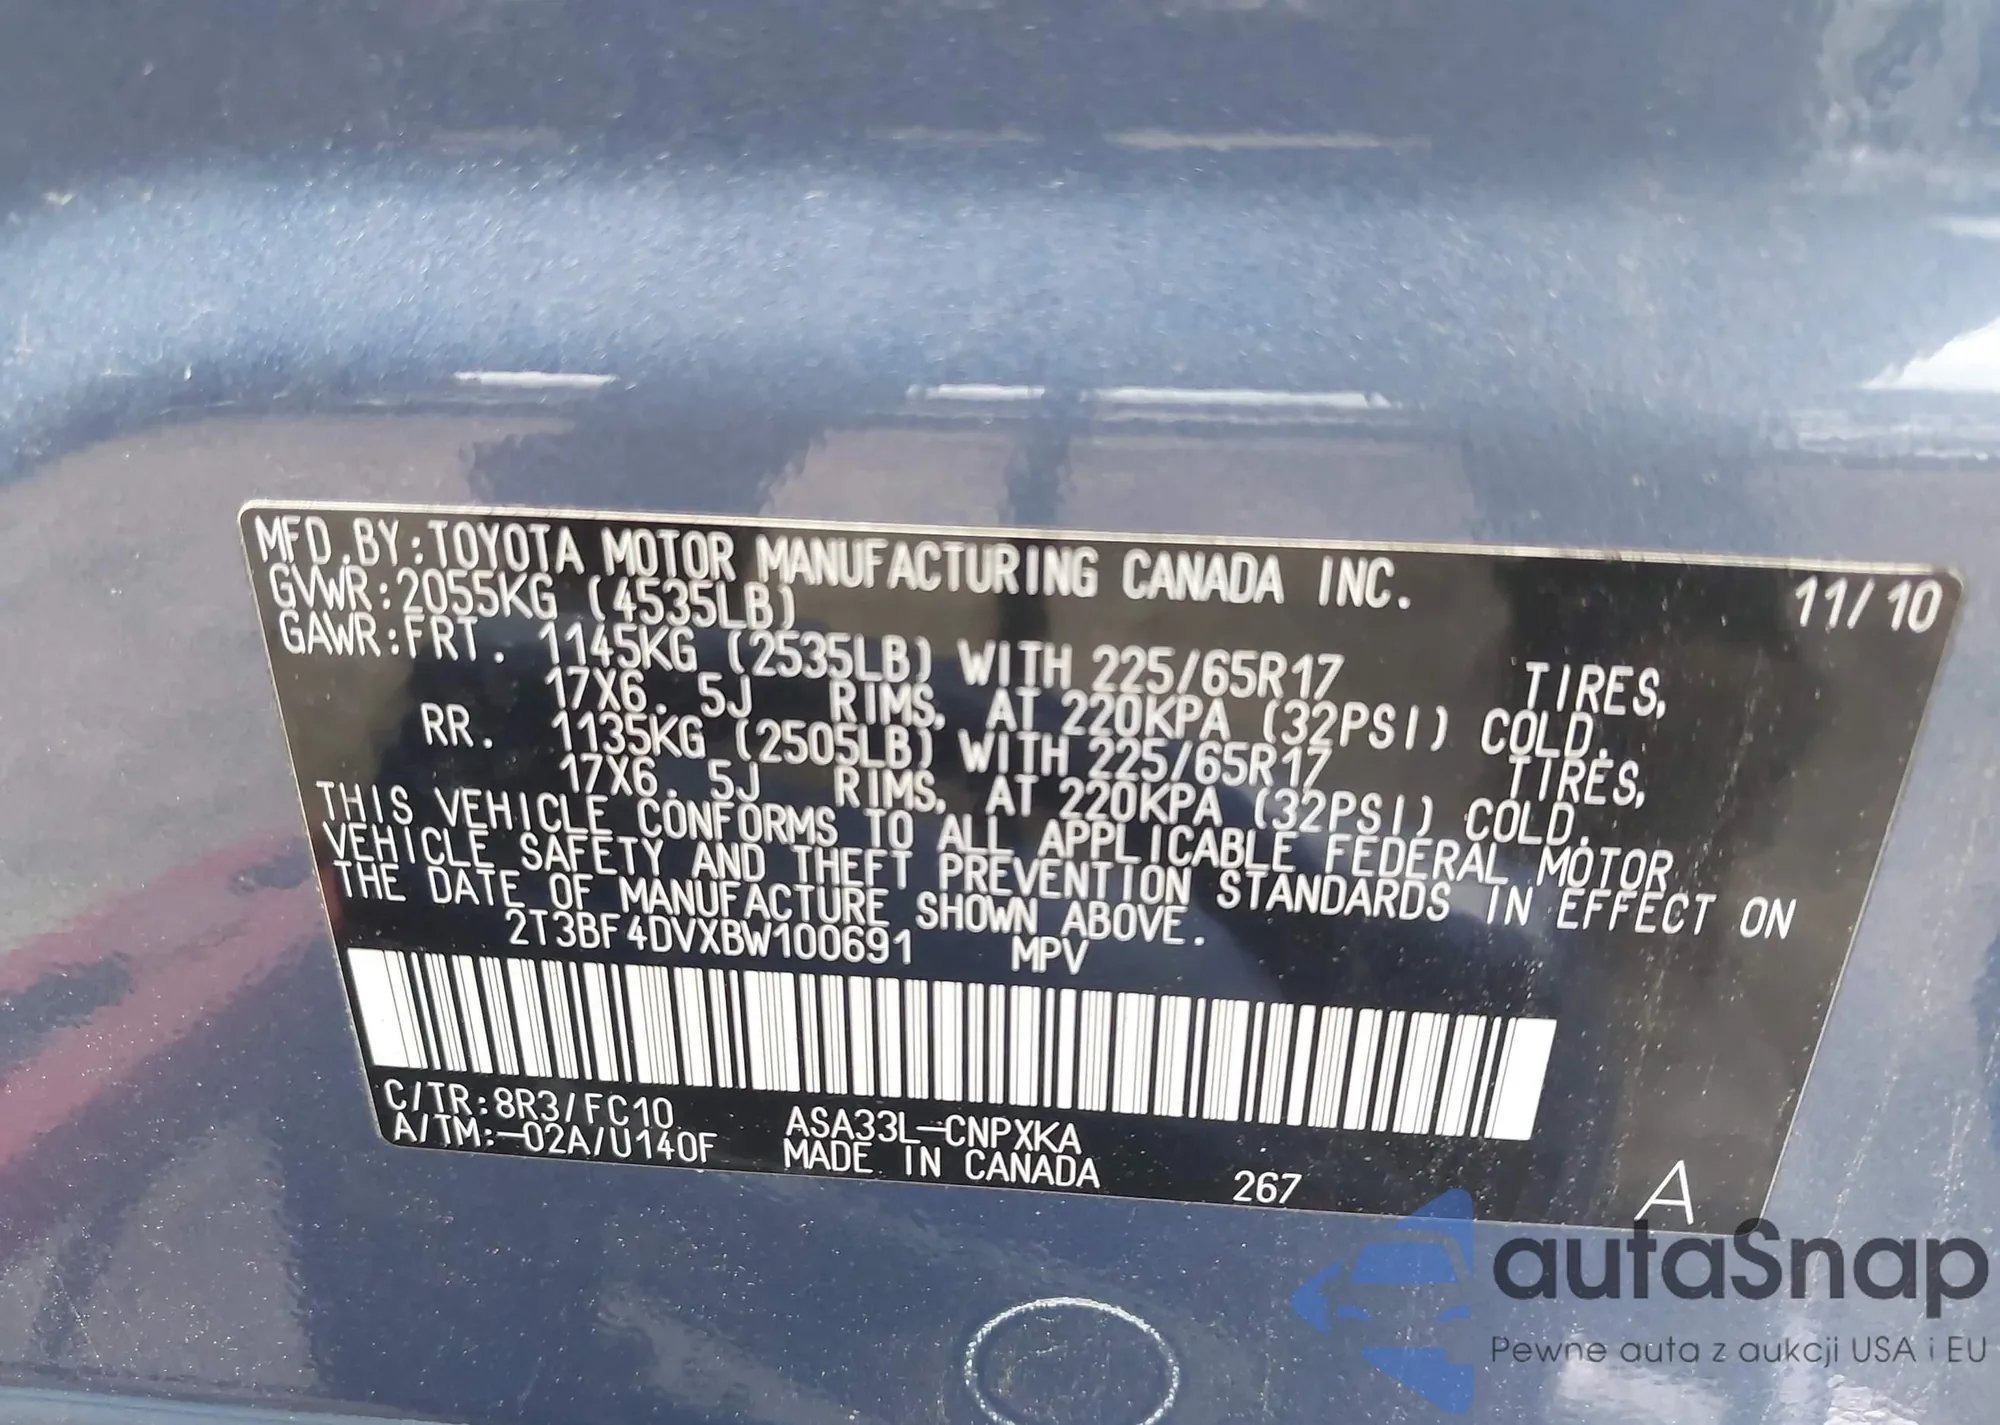 MFD.BY:TOYOTA MOTOR MANUFACTURING CANADA INC. 11/10
GVWR:2055KG (4535LB)
GAWR:FRT. 1145KG (2535LB) WITH 225/65R17 TIRES,
17X6.5J RIMS, AT 220KPA (32PSI) COLD.
RR. 1135KG (2505LB) WITH 225/65R17 TIRES,
17X6.5J RIMS, AT 220KPA (32PSI) COLD.
THIS VEHICLE CONFORMS TO ALL APPLICABLE FEDERAL MOTOR
VEHICLE SAFETY AND THEFT PREVENTION STANDARDS IN EFFECT ON
THE DATE OF MANUFACTURE SHOWN ABOVE.
2T3BF4DVXBW100691 MPV
C/TR:8R3/FC10 ASA33L-CNPXKA
A/TM:-02A/U140F MADE IN CANADA 267 A
autaSnap
Pewne auta z aukcji USA i EU